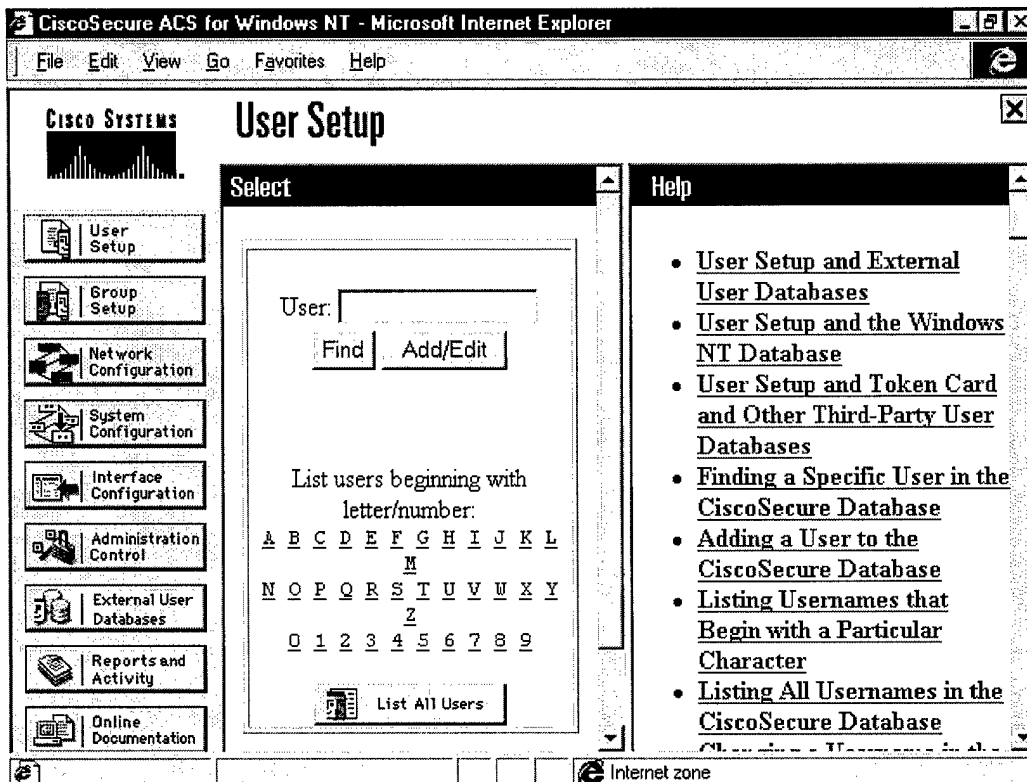 CiscoSecure ACS for Windows NT - Microsoft Internet Explorer
File Edit View Go Favorites Help
CISCO SYSTEMS
User Setup
User
Setup
Group
Setup
Network
Configuration
System
Configuration
Interface
Configuration
Administration
Control
External User
Databases
Reports and
Activity
Online
Documentation
Select
User:
Find Add/Edit
List users beginning with
letter/number:
A B C D E F G H I J K L
M
N O P Q R S T U V W X Y
Z
0 1 2 3 4 5 6 7 8 9
List All Users
Help
• User Setup and External
User Databases
• User Setup and the Windows
NT Database
• User Setup and Token Card
and Other Third-Party User
Databases
• Finding a Specific User in the
CiscoSecure Database
• Adding a User to the
CiscoSecure Database
• Listing Usernames that
Begin with a Particular
Character
• Listing All Usernames in the
CiscoSecure Database
Changing a Username in the
Internet zone